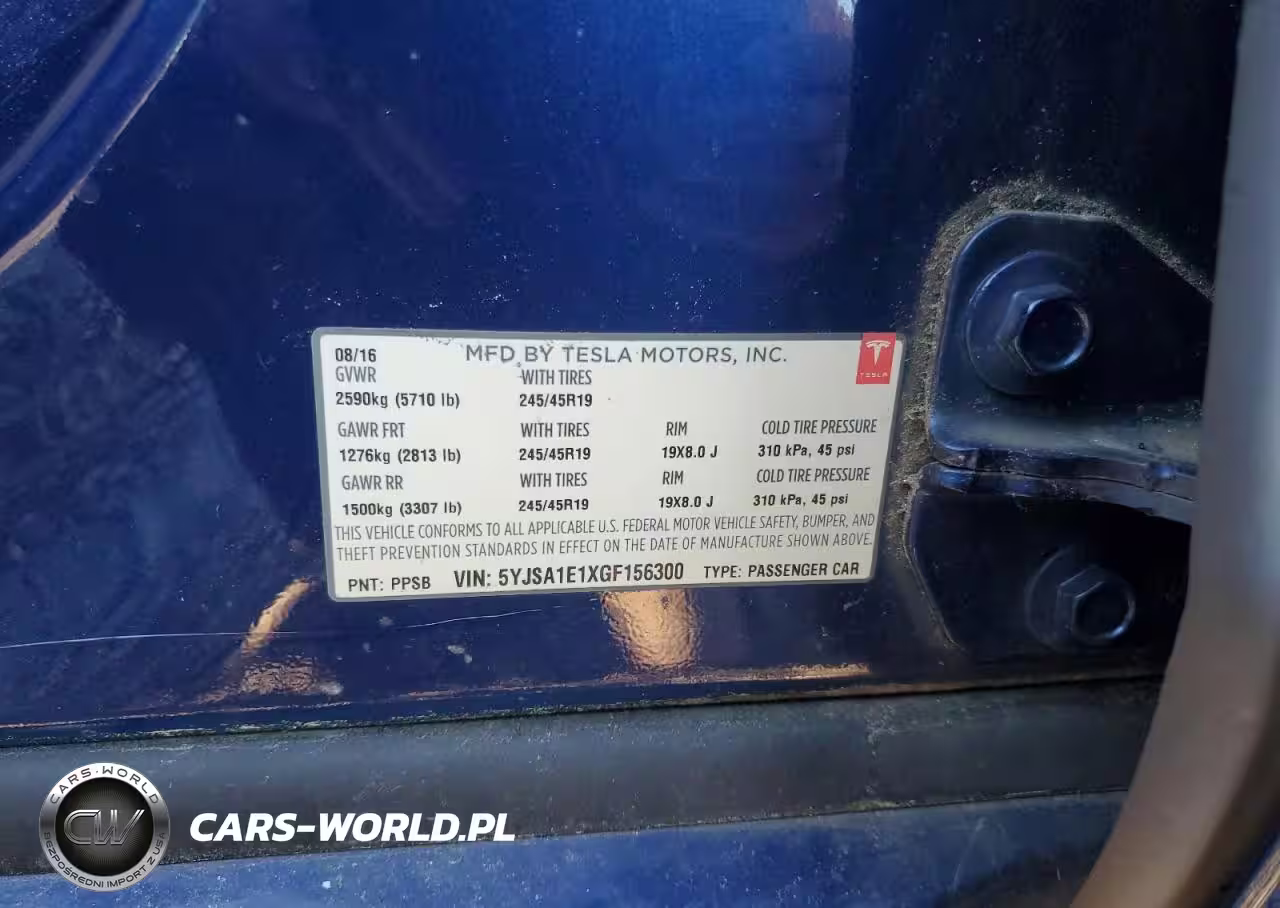 08/16 MFD BY TESLA MOTORS, INC.
TESLA
GVWR WITH TIRES
2590kg (5710 lb) 245/45R19
GAWR FRT WITH TIRES RIM COLD TIRE PRESSURE
1276kg (2813 lb) 245/45R19 19X8.0 J 310 kPa, 45 psi
GAWR RR WITH TIRES RIM COLD TIRE PRESSURE
1500kg (3307 lb) 245/45R19 19X8.0 J 310 kPa, 45 psi
THIS VEHICLE CONFORMS TO ALL APPLICABLE U.S. FEDERAL MOTOR VEHICLE SAFETY, BUMPER, AND
THEFT PREVENTION STANDARDS IN EFFECT ON THE DATE OF MANUFACTURE SHOWN ABOVE.
PNT: PPSB VIN: 5YJSA1E1XGF156300 TYPE: PASSENGER CAR
CARS-WORLD
CW
BEZPOŚREDNI IMPORT Z USA
CARS-WORLD.PL